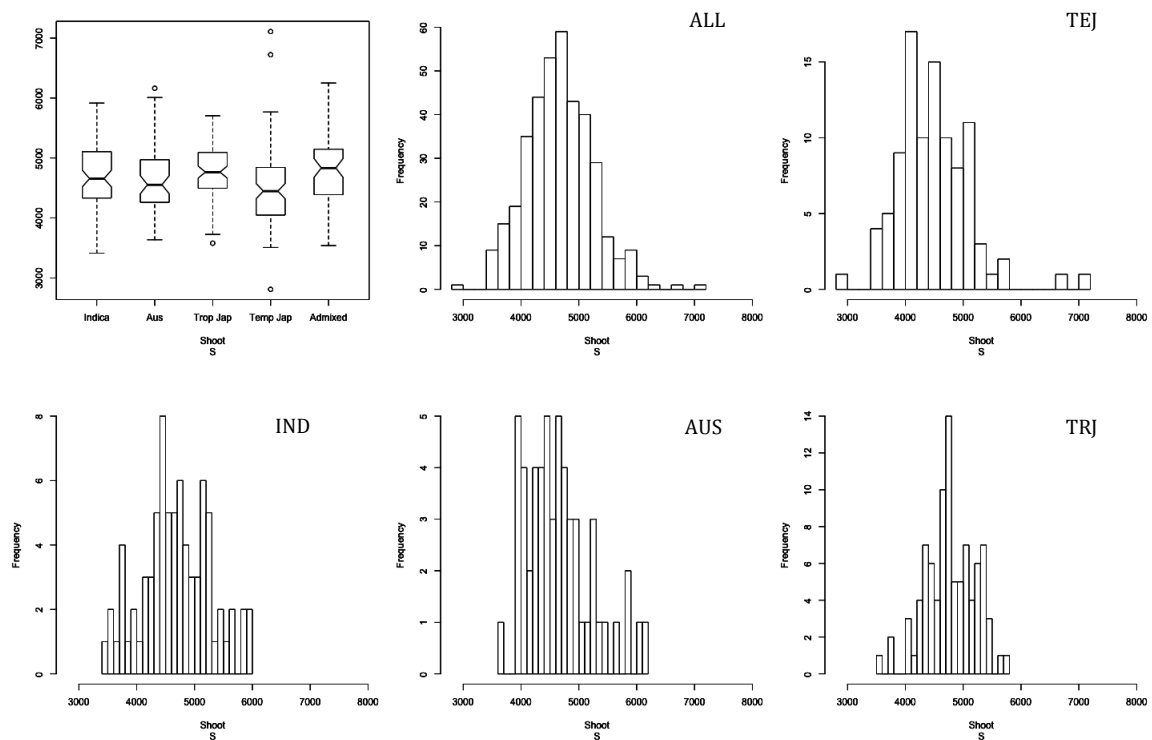 7000
6000
5000
4000
3000
Indica Aus Trop Jap Temp Jap Admixed
Shoot
S
ALL
Frequency
60
50
40
30
20
10
0
3000 4000 5000 6000 7000 8000
Shoot
S
TEJ
Frequency
15
10
5
0
3000 4000 5000 6000 7000 8000
Shoot
S
IND
Frequency
8
6
4
2
0
3000 4000 5000 6000 7000 8000
Shoot
S
AUS
Frequency
5
4
3
2
1
0
3000 4000 5000 6000 7000 8000
Shoot
S
TRJ
Frequency
14
12
10
8
6
4
2
0
3000 4000 5000 6000 7000 8000
Shoot
S